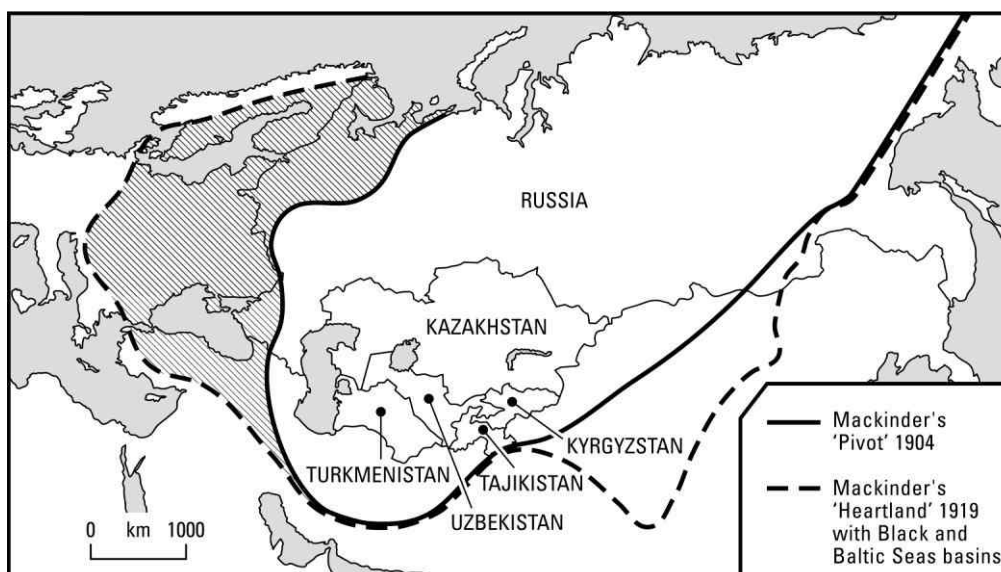 RUSSIA
KAZAKHSTAN
KYRGYZSTAN
TURKMENISTAN
TAJIKISTAN
UZBEKISTAN
0 km 1000
Mackinder's
'Pivot' 1904
Mackinder's
'Heartland' 1919
with Black and
Baltic Seas basins